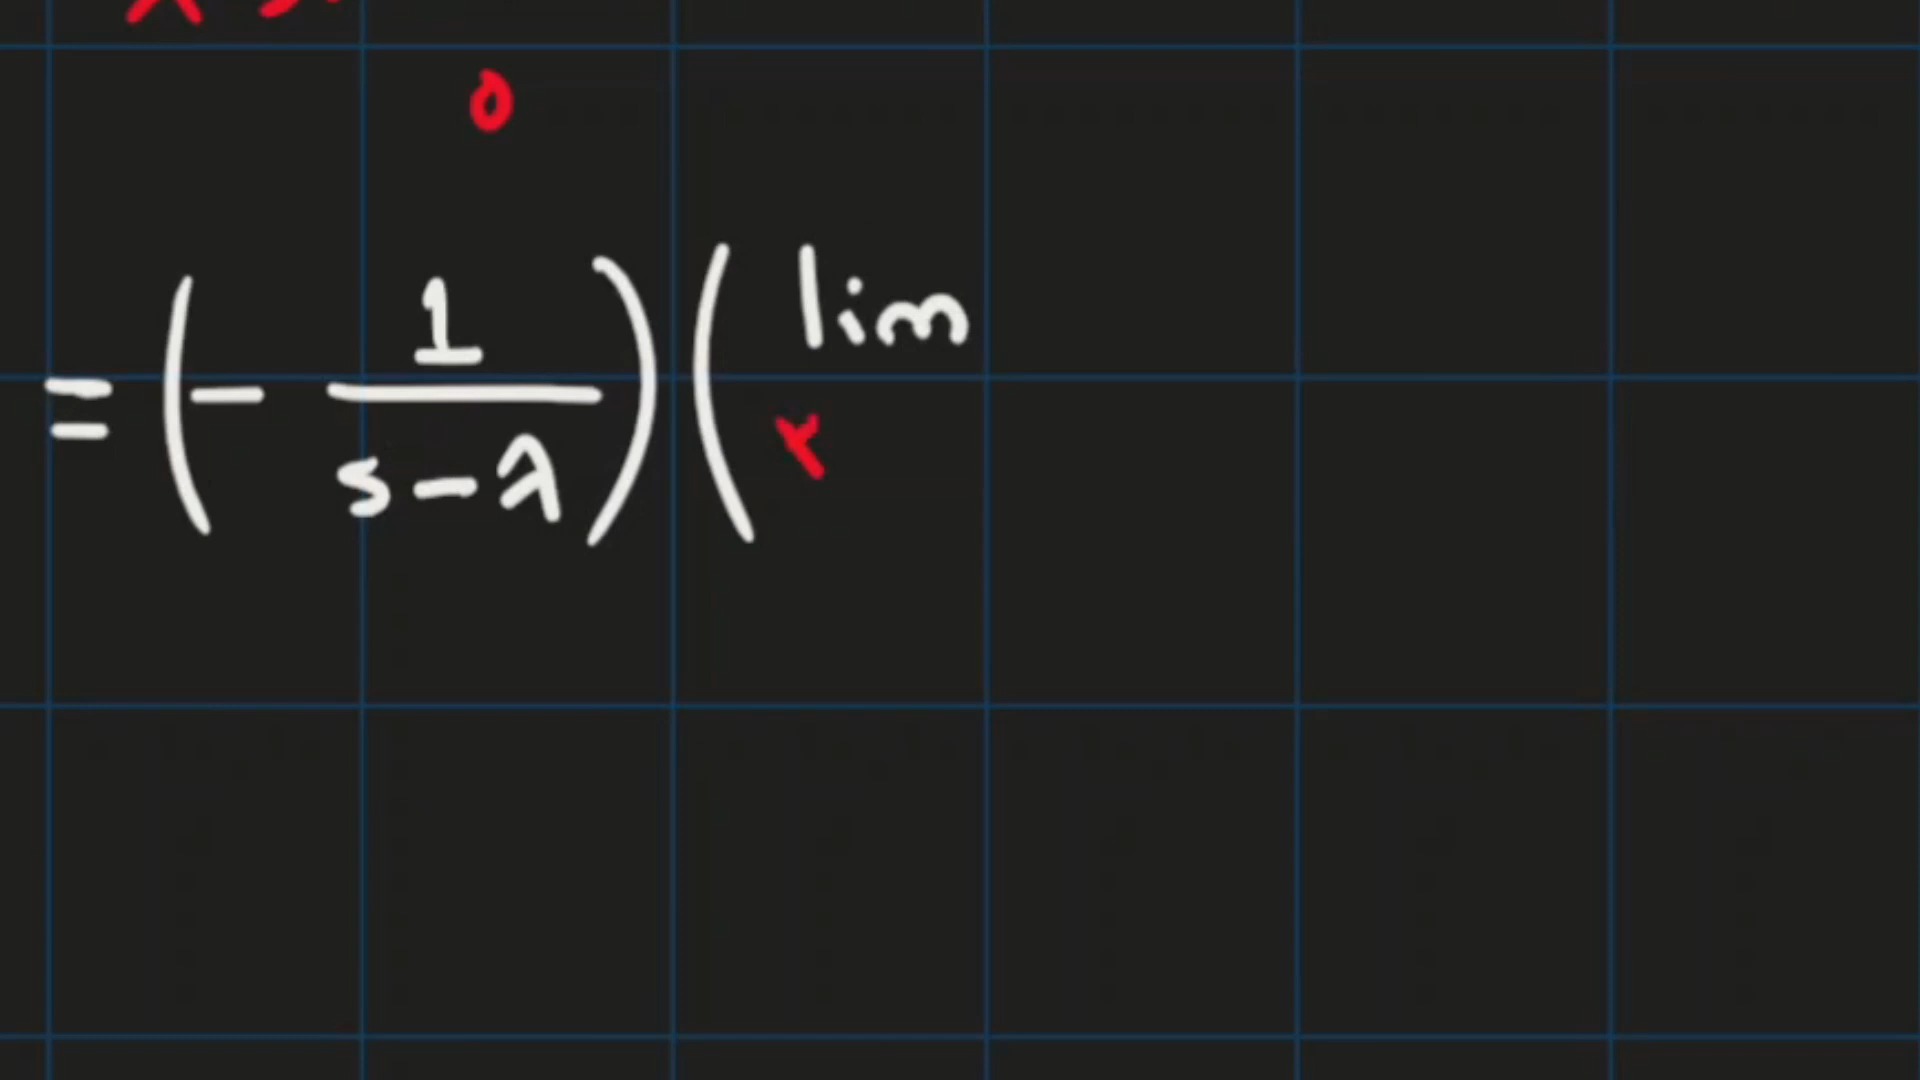 0
= (- 1/(s-λ)) ( lim